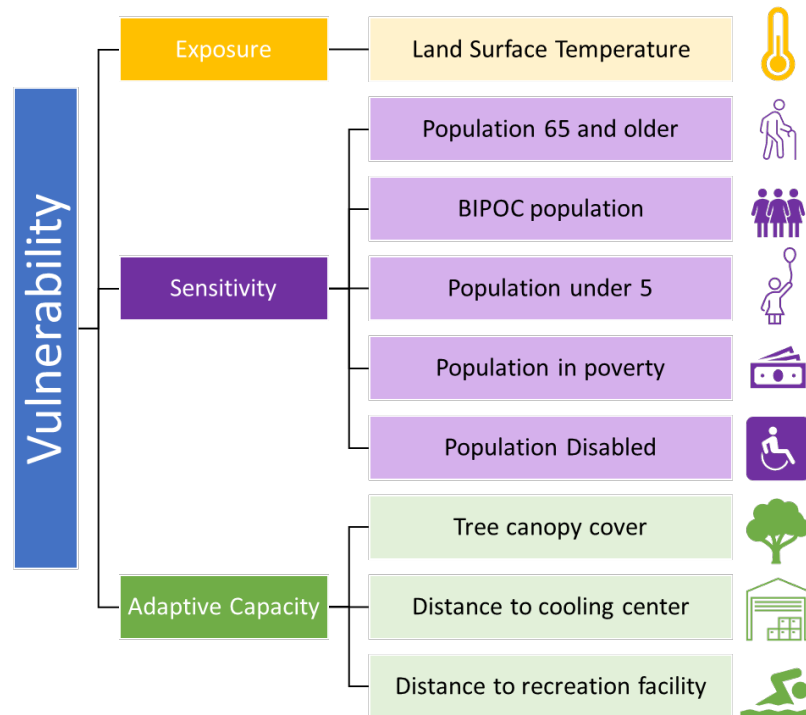 Vulnerability
Exposure
Land Surface Temperature
Sensitivity
Population 65 and older
BIPOC population
Population under 5
Population in poverty
Population Disabled
Adaptive Capacity
Tree canopy cover
Distance to cooling center
Distance to recreation facility